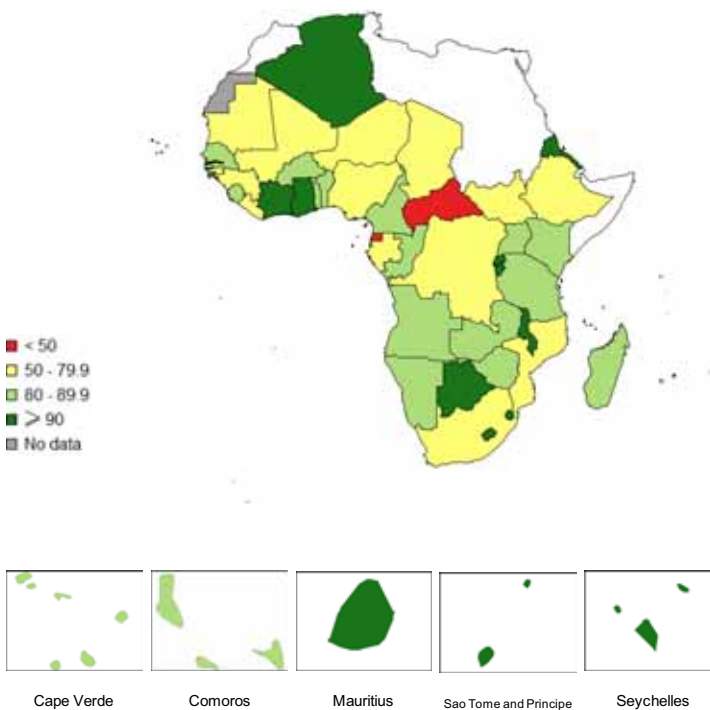 < 50
50 - 79.9
80 - 89.9
> 90
No data
Cape Verde
Comoros
Mauritius
Sao Tome and Principe
Seychelles